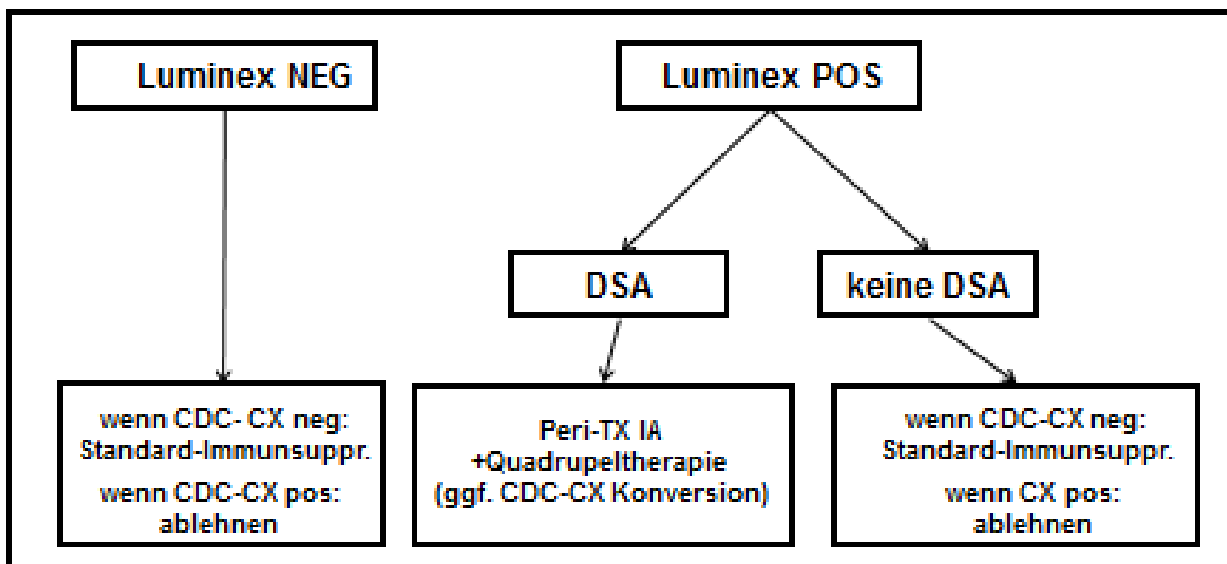 Luminex NEG
Luminex POS
DSA
keine DSA
wenn CDC- CX neg:
Standard-Immunsuppr.
wenn CDC-CX pos:
ablehnen
Peri-TX IA
+Quadrupeltherapie
(ggf. CDC-CX Konversion)
wenn CDC-CX neg:
Standard-Immunsuppr.
wenn CX pos:
ablehnen